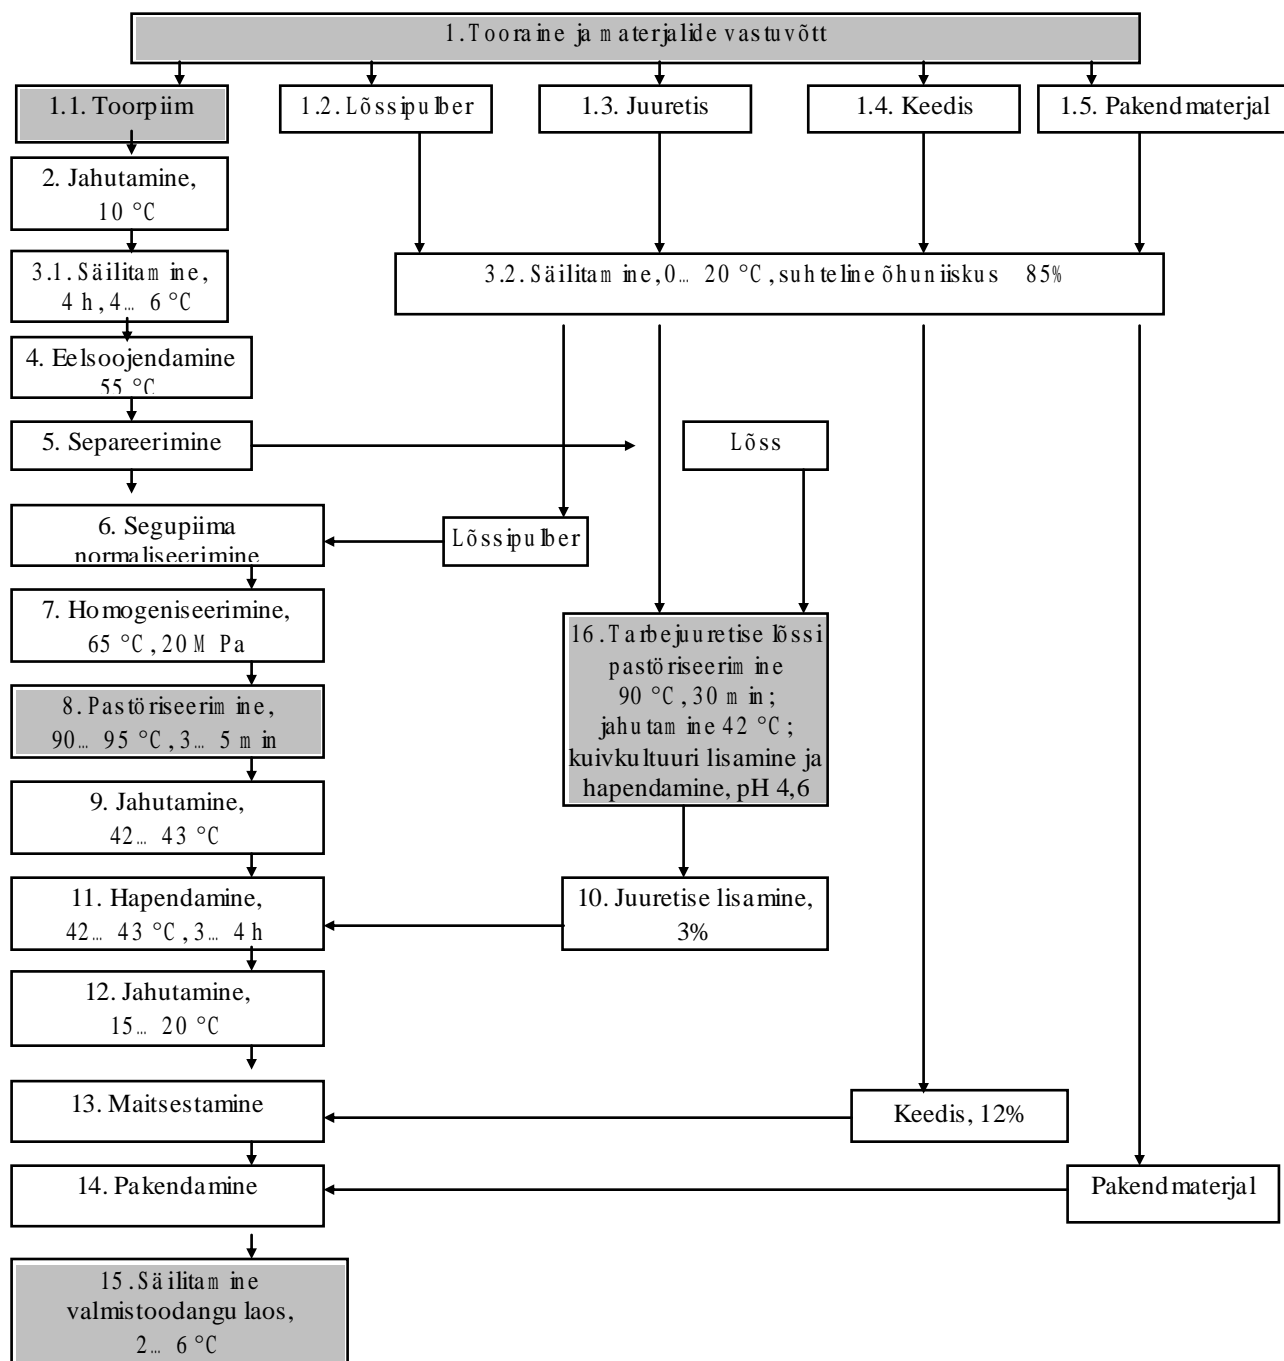 1. Tooraine ja materjalide vastuvõtt
1.1. Toorpiim
1.2. Lõssipulber
1.3. Juuretis
1.4. Keedis
1.5. Pakendmaterjal
2. Jahutamine,
10 °C
3.1. Säilitamine,
4 h, 4… 6 °C
3.2. Säilitamine, 0… 20 °C, suhteline õhuniiskus 85%
4. Eelsoojendamine
55 °C
5. Separeerimine
Lõss
6. Segupiima
normaliseerimine
Lõssipulber
7. Homogeniseerimine,
65 °C, 20 MPa
16. Tarbejuuretise lõssi
pastöriseerimine
90 °C, 30 min;
jahutamine 42 °C;
kuivkultuuri lisamine ja
hapendamine, pH 4,6
8. Pastöriseerimine,
90… 95 °C, 3… 5 min
9. Jahutamine,
42… 43 °C
11. Hapendamine,
42… 43 °C, 3… 4 h
10. Juuretise lisamine,
3%
12. Jahutamine,
15… 20 °C
13. Maitsestamine
Keedis, 12%
14. Pakendamine
Pakendmaterjal
15. Säilitamine
valmistoodangu laos,
2… 6 °C